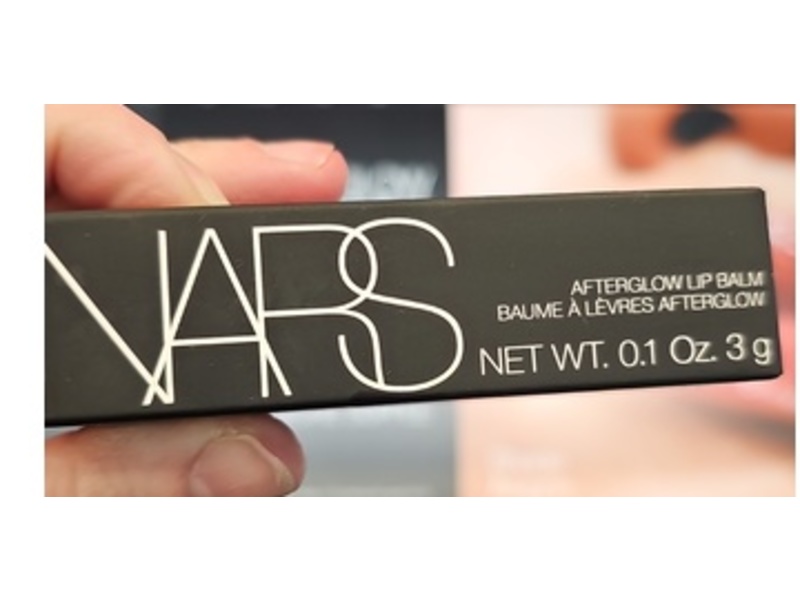 NARS
AFTERGLOW LIP BALM
BAUME À LÈVRES AFTERGLOW
NET WT. 0.1 Oz. 3 g